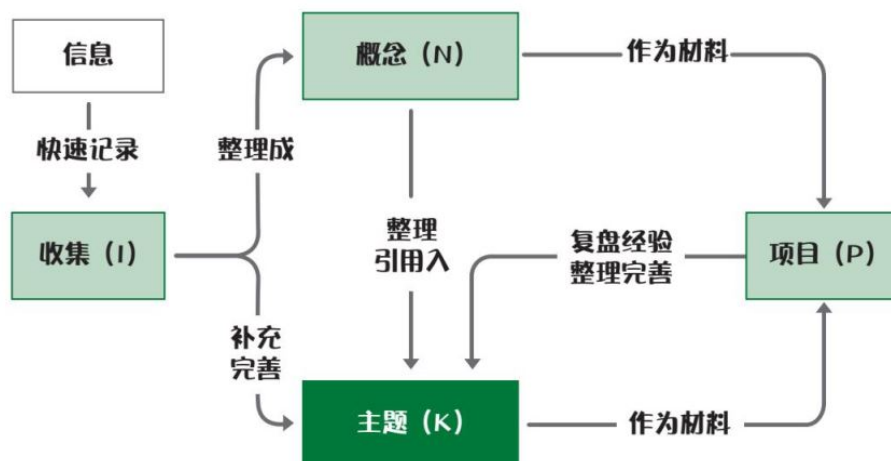 信息
概念（N）
作为材料
快速记录
整理成
收集（I）
整理
引用入
复盘经验
整理完善
项目（P）
补充
完善
主题（K）
作为材料